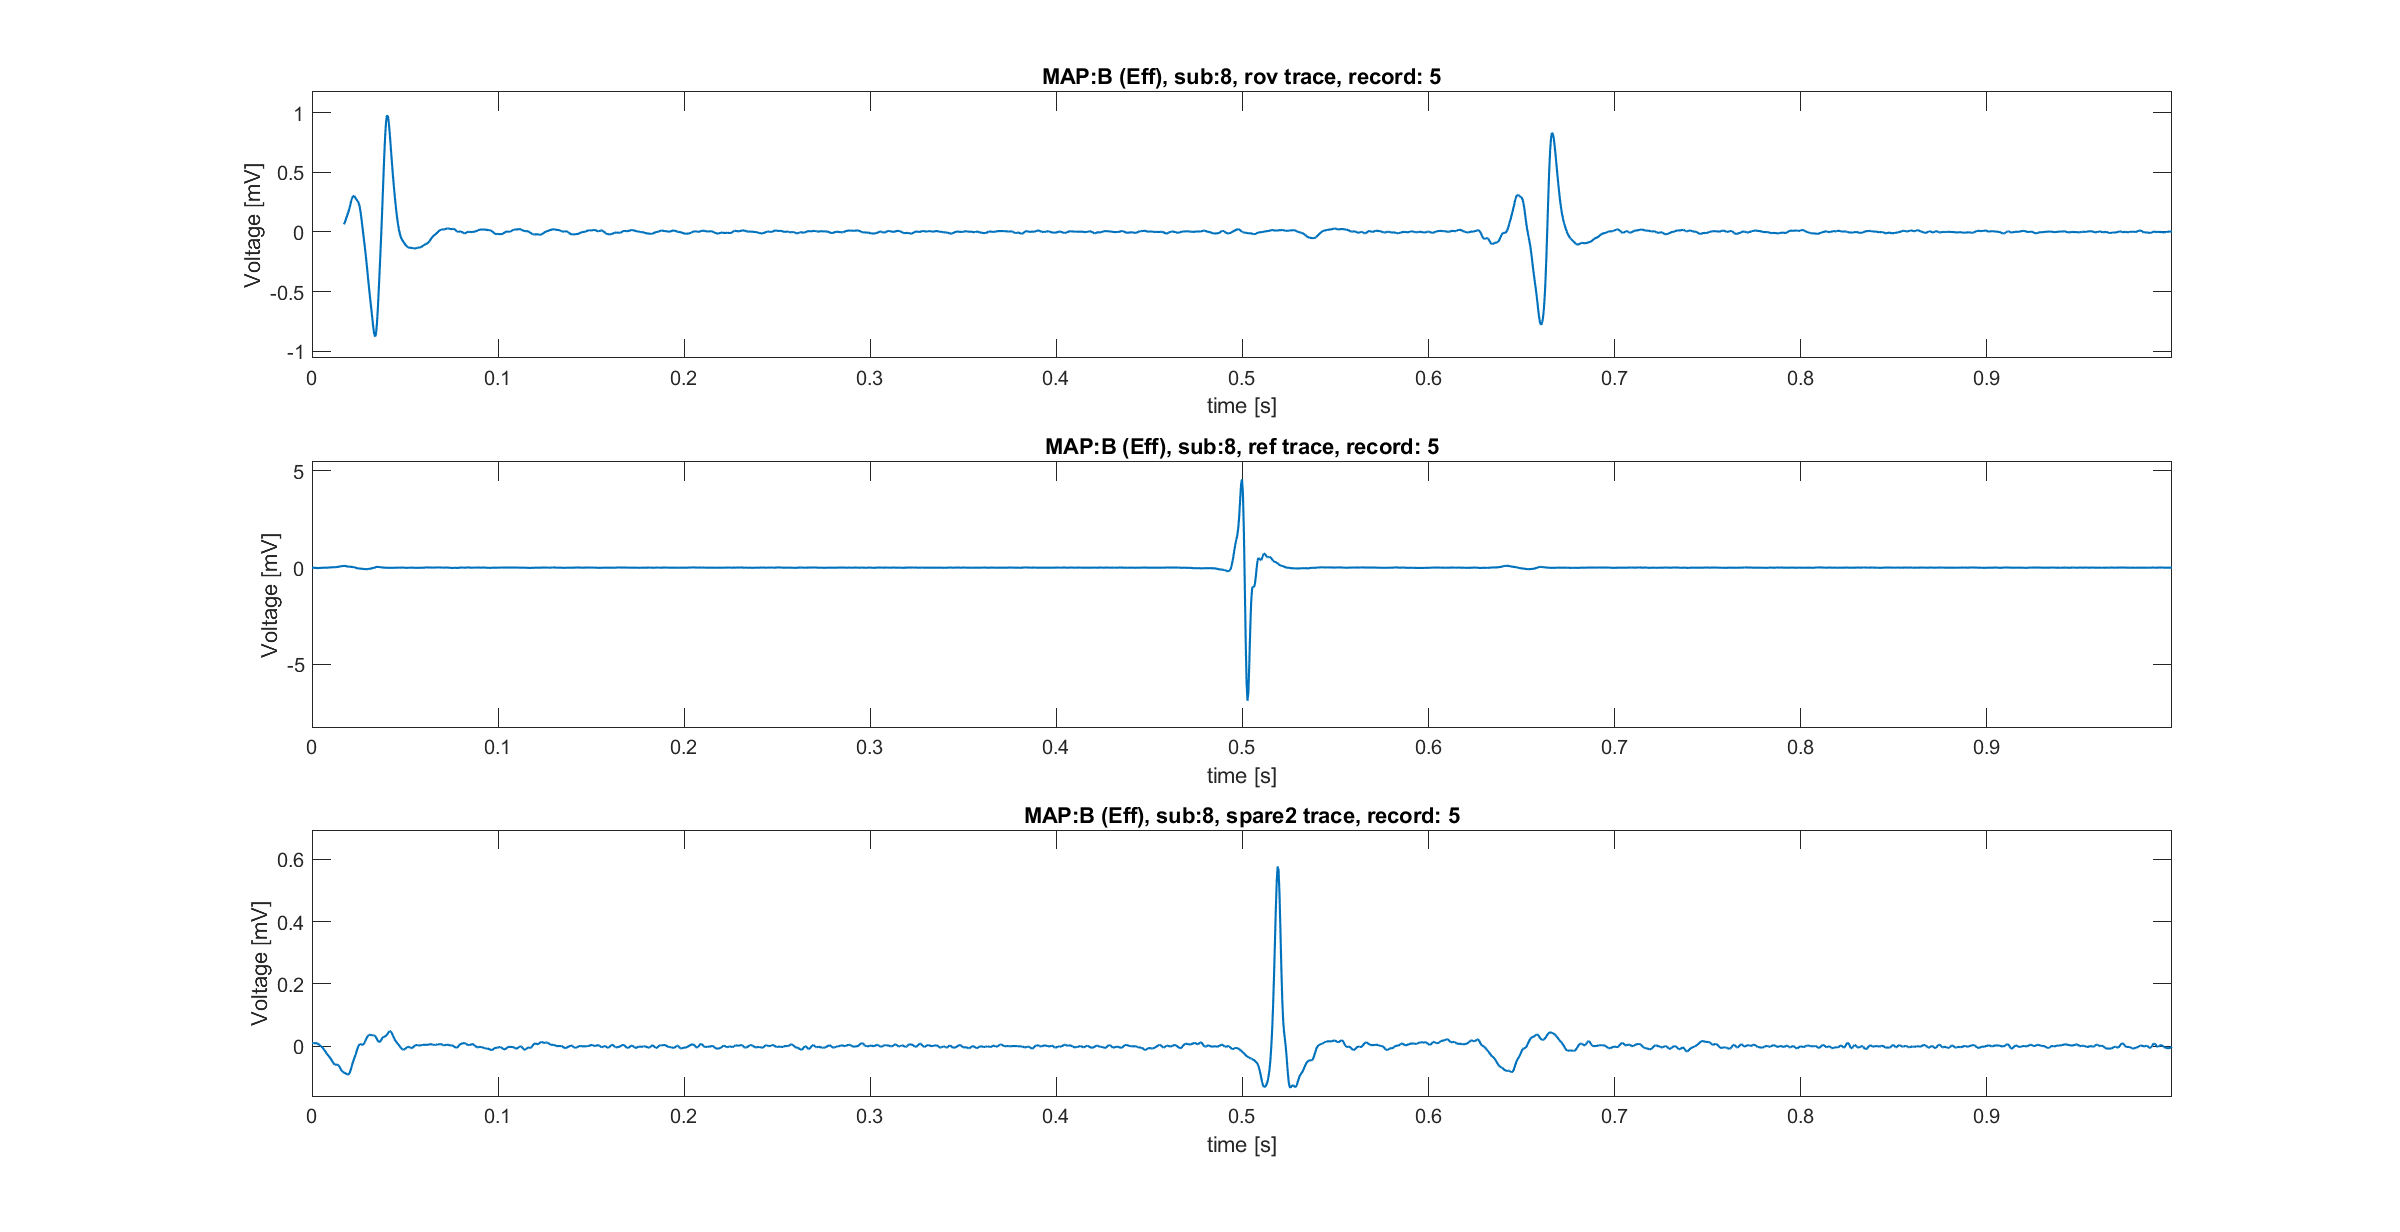 MAP:B (Eff), sub:8, rov trace, record: 5
Voltage [mV]
1
0.5
0
-0.5
-1
0 0.1 0.2 0.3 0.4 0.5 0.6 0.7 0.8 0.9
time [s]
MAP:B (Eff), sub:8, ref trace, record: 5
Voltage [mV]
5
0
-5
0 0.1 0.2 0.3 0.4 0.5 0.6 0.7 0.8 0.9
time [s]
MAP:B (Eff), sub:8, spare2 trace, record: 5
Voltage [mV]
0.6
0.4
0.2
0
0 0.1 0.2 0.3 0.4 0.5 0.6 0.7 0.8 0.9
time [s]